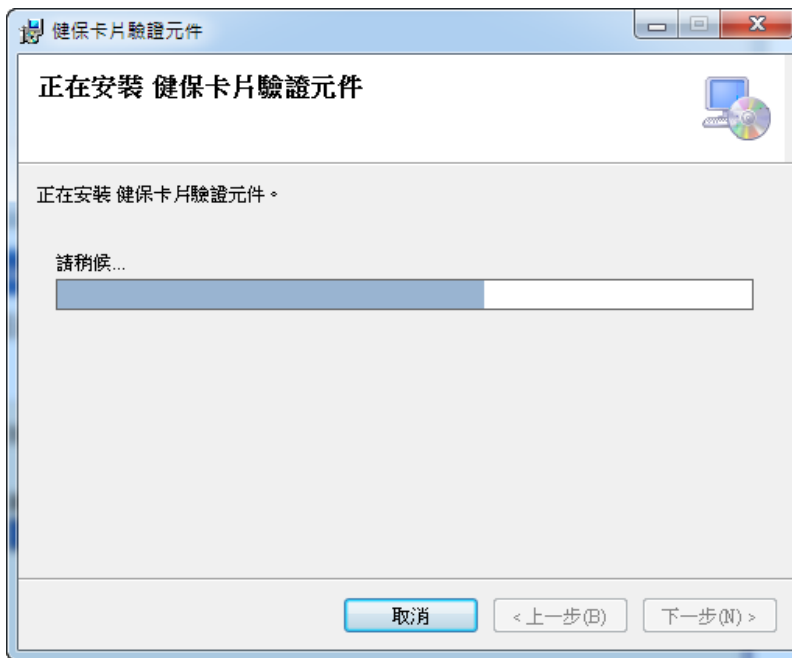 健保卡片驗證元件
正在安裝 健保卡片驗證元件
正在安裝 健保卡片驗證元件。
請稍候...
取消
< 上一步(B)
下一步(N) >